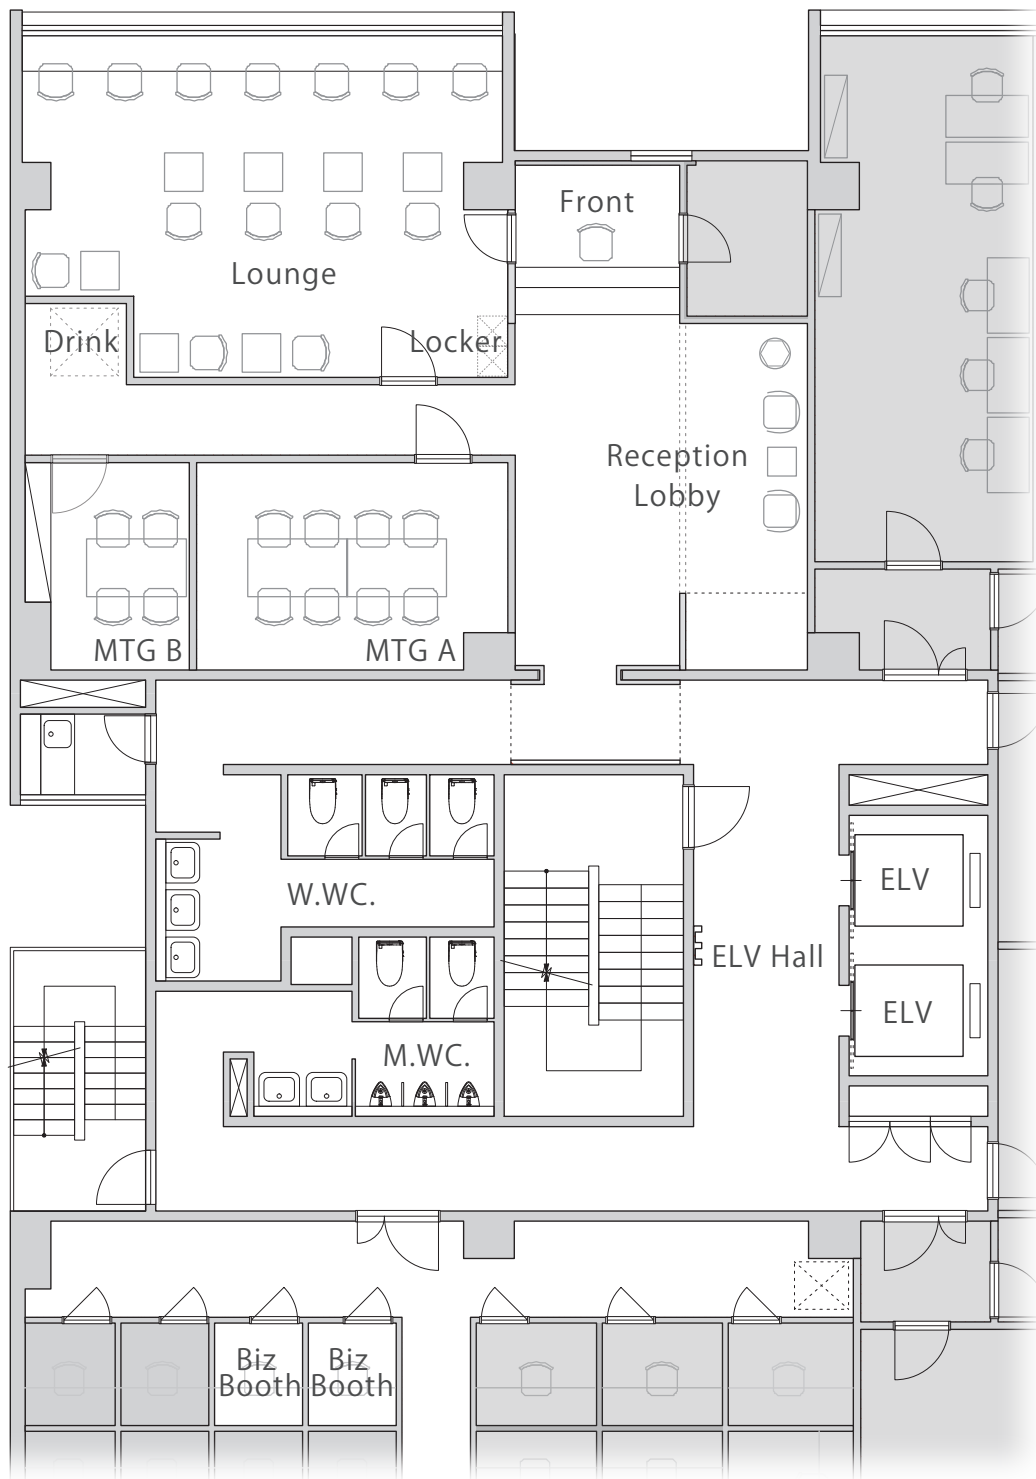 Front
Lounge
Drink
Locker
Reception
Lobby
MTG B
MTG A
W.WC.
ELV
ELV Hall
ELV
M.WC.
Biz
Booth
Biz
Booth